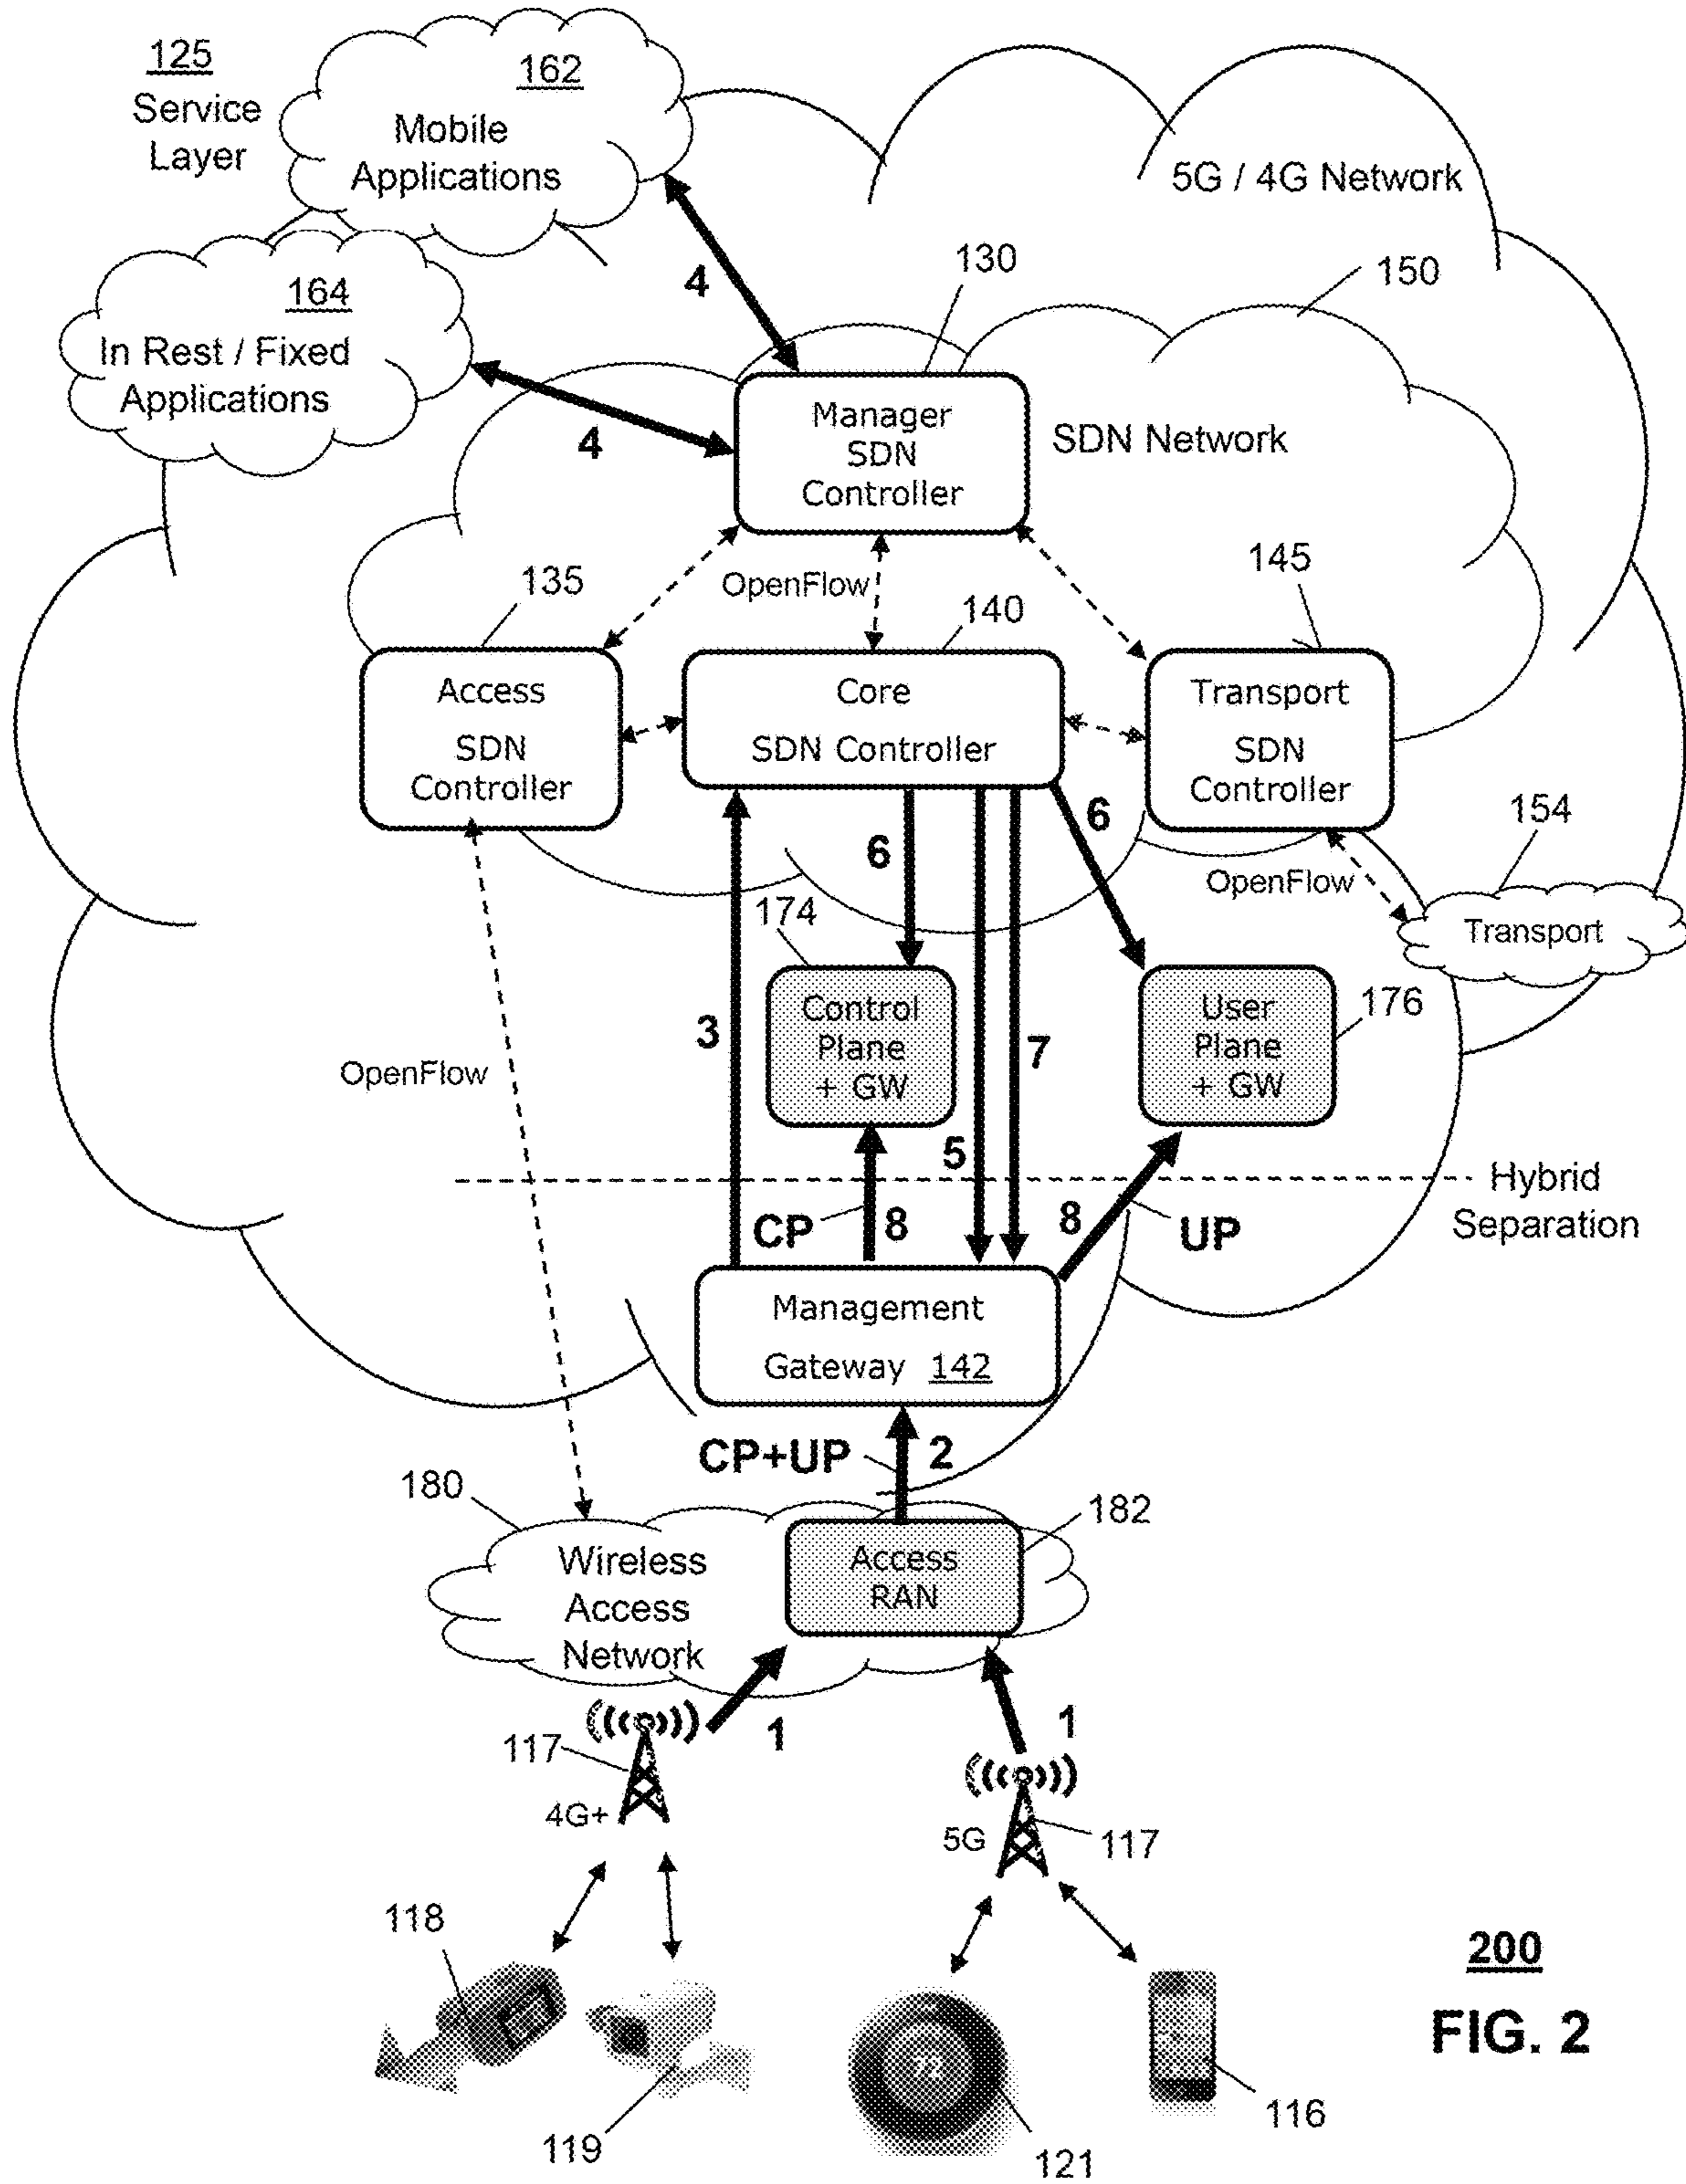 125
Service
Layer
162
Mobile
Applications
5G / 4G Network
164
In Rest / Fixed
Applications
4
4
130
150
Manager
SDN
Controller
SDN Network
135
OpenFlow
140
145
Access
SDN
Controller
Core
SDN Controller
Transport
SDN
Controller
6
6
154
OpenFlow
Transport
174
Control
Plane
+ GW
User
Plane
+ GW
176
3
7
OpenFlow
5
Hybrid
Separation
CP
8
8
UP
Management
Gateway 142
CP+UP
2
180
182
Wireless
Access
Network
Access
RAN
1
1
117
4G+
5G
117
118
119
72
121
116
200
FIG. 2